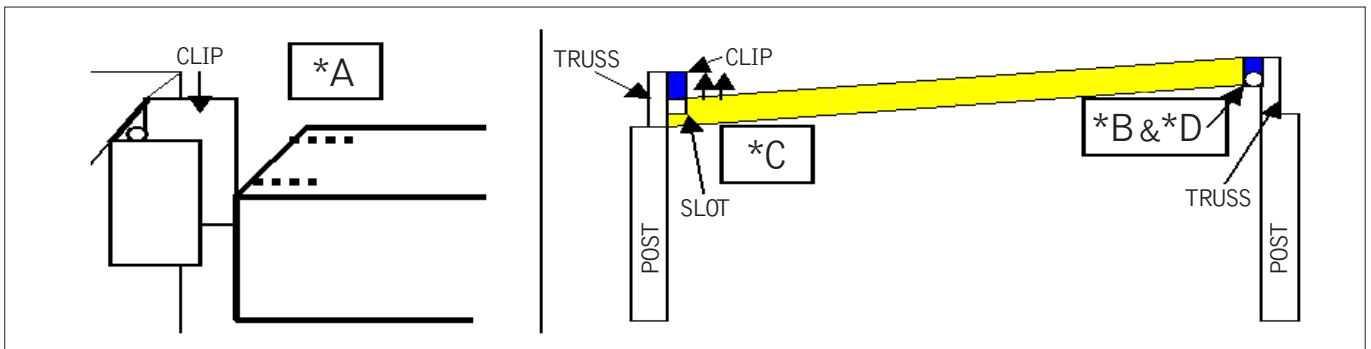 CLIP
*A
TRUSS
CLIP
*B & *D
*C
SLOT
TRUSS
POST
POST